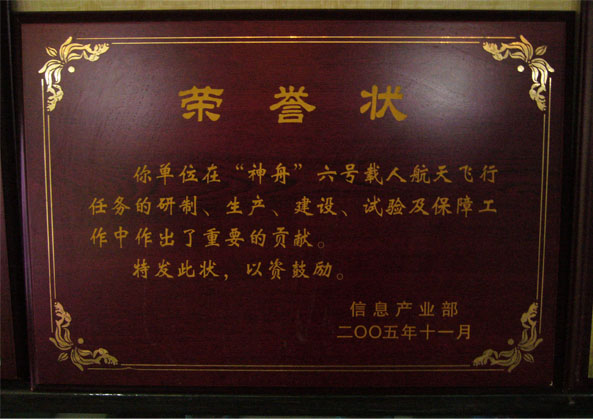 荣誉状
你单位在“神舟”六号载人航天飞行
任务的研制、生产、建设、试验及保障工
作中作出了重要的贡献。
特发此状，以资鼓励。
信息产业部
二〇〇五年十一月